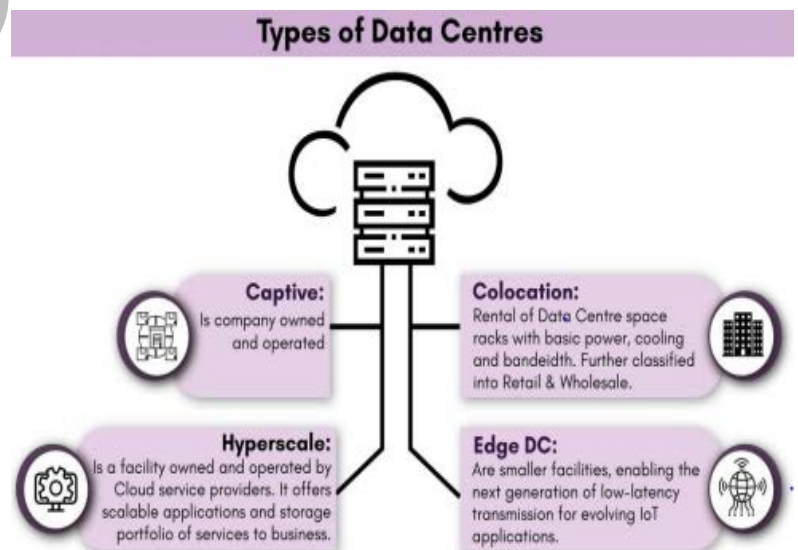 Types of Data Centres
Captive:
Is company owned
and operated
Colocation:
Rental of Data Centre space
racks with basic power, cooling
and bandeidth. Further classified
into Retail & Wholesale.
Hyperscale:
Is a facility owned and operated by
Cloud service providers. It offers
scalable applications and storage
portfolio of services to business.
Edge DC:
Are smaller facilities, enabling the
next generation of low-latency
transmission for evolving IoT
applications.